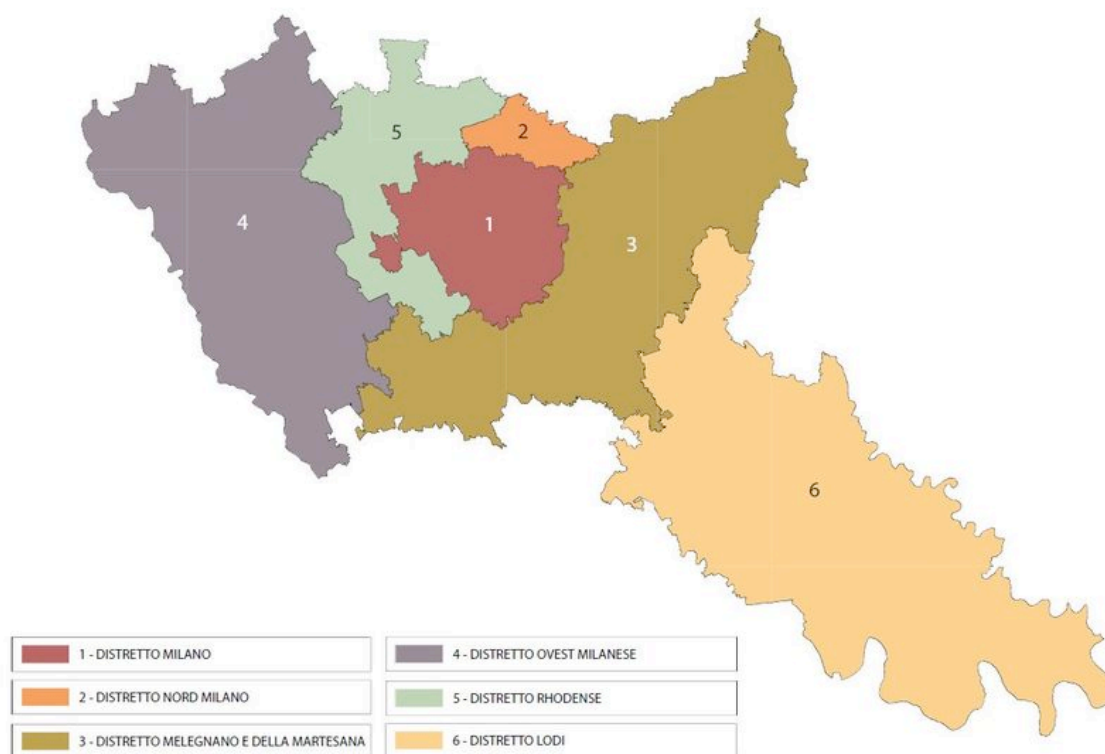 5
2
4
1
3
6
1 - DISTRETTO MILANO
2 - DISTRETTO NORD MILANO
3 - DISTRETTO MELEGNANO E DELLA MARTESANA
4 - DISTRETTO OVEST MILANESE
5 - DISTRETTO RHODENSE
6 - DISTRETTO LODI